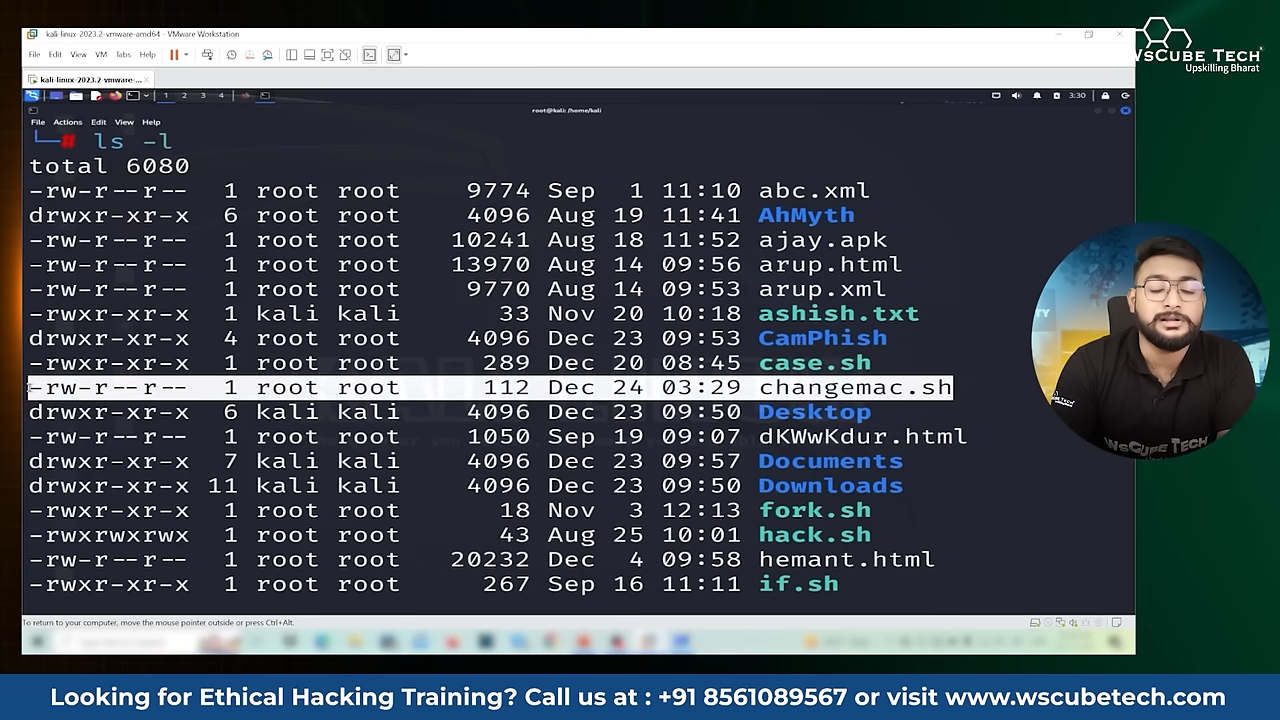 kali-linux-2023.2-vmware-amd64 - VMware Workstation
WsCube Tech
Upskilling Bharat
File Edit View VM Tabs Help
kali-linux-2023.2-vmware-...
1 2 3 4
3:30
root@kali: /home/kali
File Actions Edit View Help
└─# ls -l
total 6080
-rw-r--r-- 1 root root 9774 Sep 1 11:10 abc.xml
drwxr-xr-x 6 root root 4096 Aug 19 11:41 AhMyth
-rw-r--r-- 1 root root 10241 Aug 18 11:52 ajay.apk
-rw-r--r-- 1 root root 13970 Aug 14 09:56 arup.html
-rw-r--r-- 1 root root 9770 Aug 14 09:53 arup.xml
-rwxr-xr-x 1 kali kali 33 Nov 20 10:18 ashish.txt
drwxr-xr-x 4 root root 4096 Dec 23 09:53 CamPhish
-rwxr-xr-x 1 root root 289 Dec 20 08:45 case.sh
-rw-r--r-- 1 root root 112 Dec 24 03:29 changemac.sh
drwxr-xr-x 6 kali kali 4096 Dec 23 09:50 Desktop
-rw-r--r-- 1 root root 1050 Sep 19 09:07 dKWwKdur.html
drwxr-xr-x 7 kali kali 4096 Dec 23 09:57 Documents
drwxr-xr-x 11 kali kali 4096 Dec 23 09:50 Downloads
-rwxr-xr-x 1 root root 18 Nov 3 12:13 fork.sh
-rwxrwxrwx 1 root root 43 Aug 25 10:01 hack.sh
-rw-r--r-- 1 root root 20232 Dec 4 09:58 hemant.html
-rwxr-xr-x 1 root root 267 Sep 16 11:11 if.sh
WsCube Tech
To return to your computer, move the mouse pointer outside or press Ctrl+Alt.
Looking for Ethical Hacking Training? Call us at : +91 8561089567 or visit www.wscubetech.com